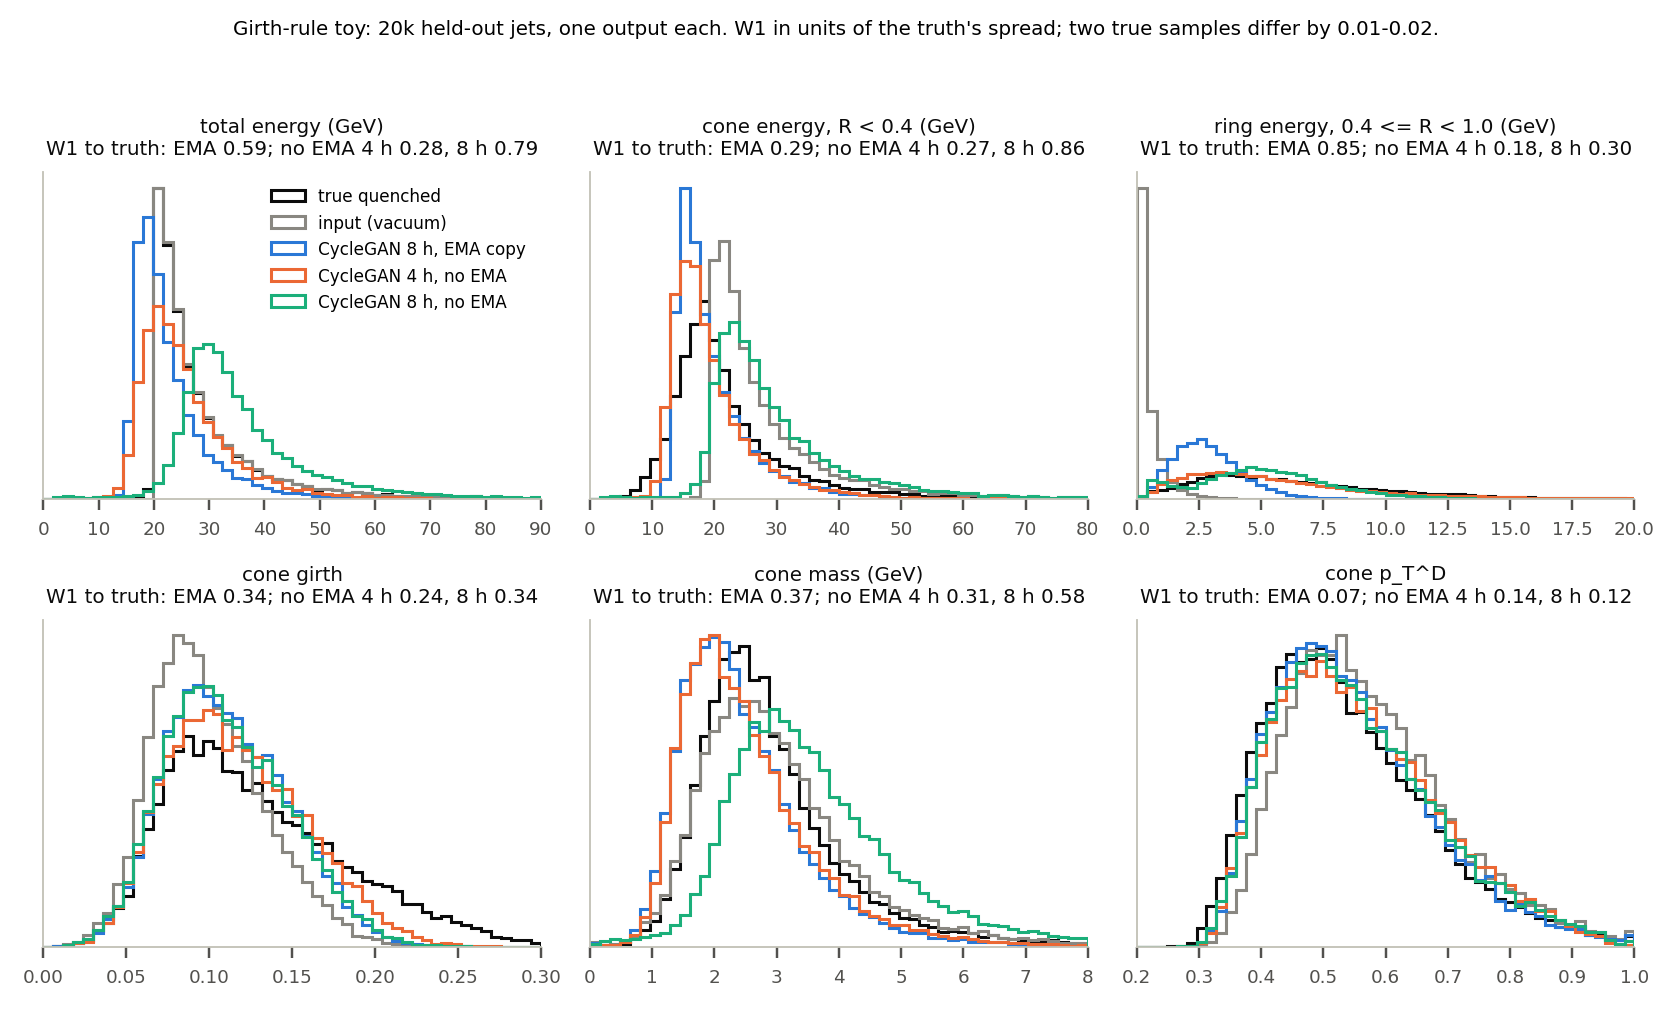 Girth-rule toy: 20k held-out jets, one output each. W1 in units of the truth's spread; two true samples differ by 0.01-0.02.
total energy (GeV)
W1 to truth: EMA 0.59; no EMA 4 h 0.28, 8 h 0.79
true quenched
input (vacuum)
CycleGAN 8 h, EMA copy
CycleGAN 4 h, no EMA
CycleGAN 8 h, no EMA
0 10 20 30 40 50 60 70 80 90
cone energy, R < 0.4 (GeV)
W1 to truth: EMA 0.29; no EMA 4 h 0.27, 8 h 0.86
0 10 20 30 40 50 60 70 80
ring energy, 0.4 <= R < 1.0 (GeV)
W1 to truth: EMA 0.85; no EMA 4 h 0.18, 8 h 0.30
0.0 2.5 5.0 7.5 10.0 12.5 15.0 17.5 20.0
cone girth
W1 to truth: EMA 0.34; no EMA 4 h 0.24, 8 h 0.34
0.00 0.05 0.10 0.15 0.20 0.25 0.30
cone mass (GeV)
W1 to truth: EMA 0.37; no EMA 4 h 0.31, 8 h 0.58
0 1 2 3 4 5 6 7 8
cone p_T^D
W1 to truth: EMA 0.07; no EMA 4 h 0.14, 8 h 0.12
0.2 0.3 0.4 0.5 0.6 0.7 0.8 0.9 1.0